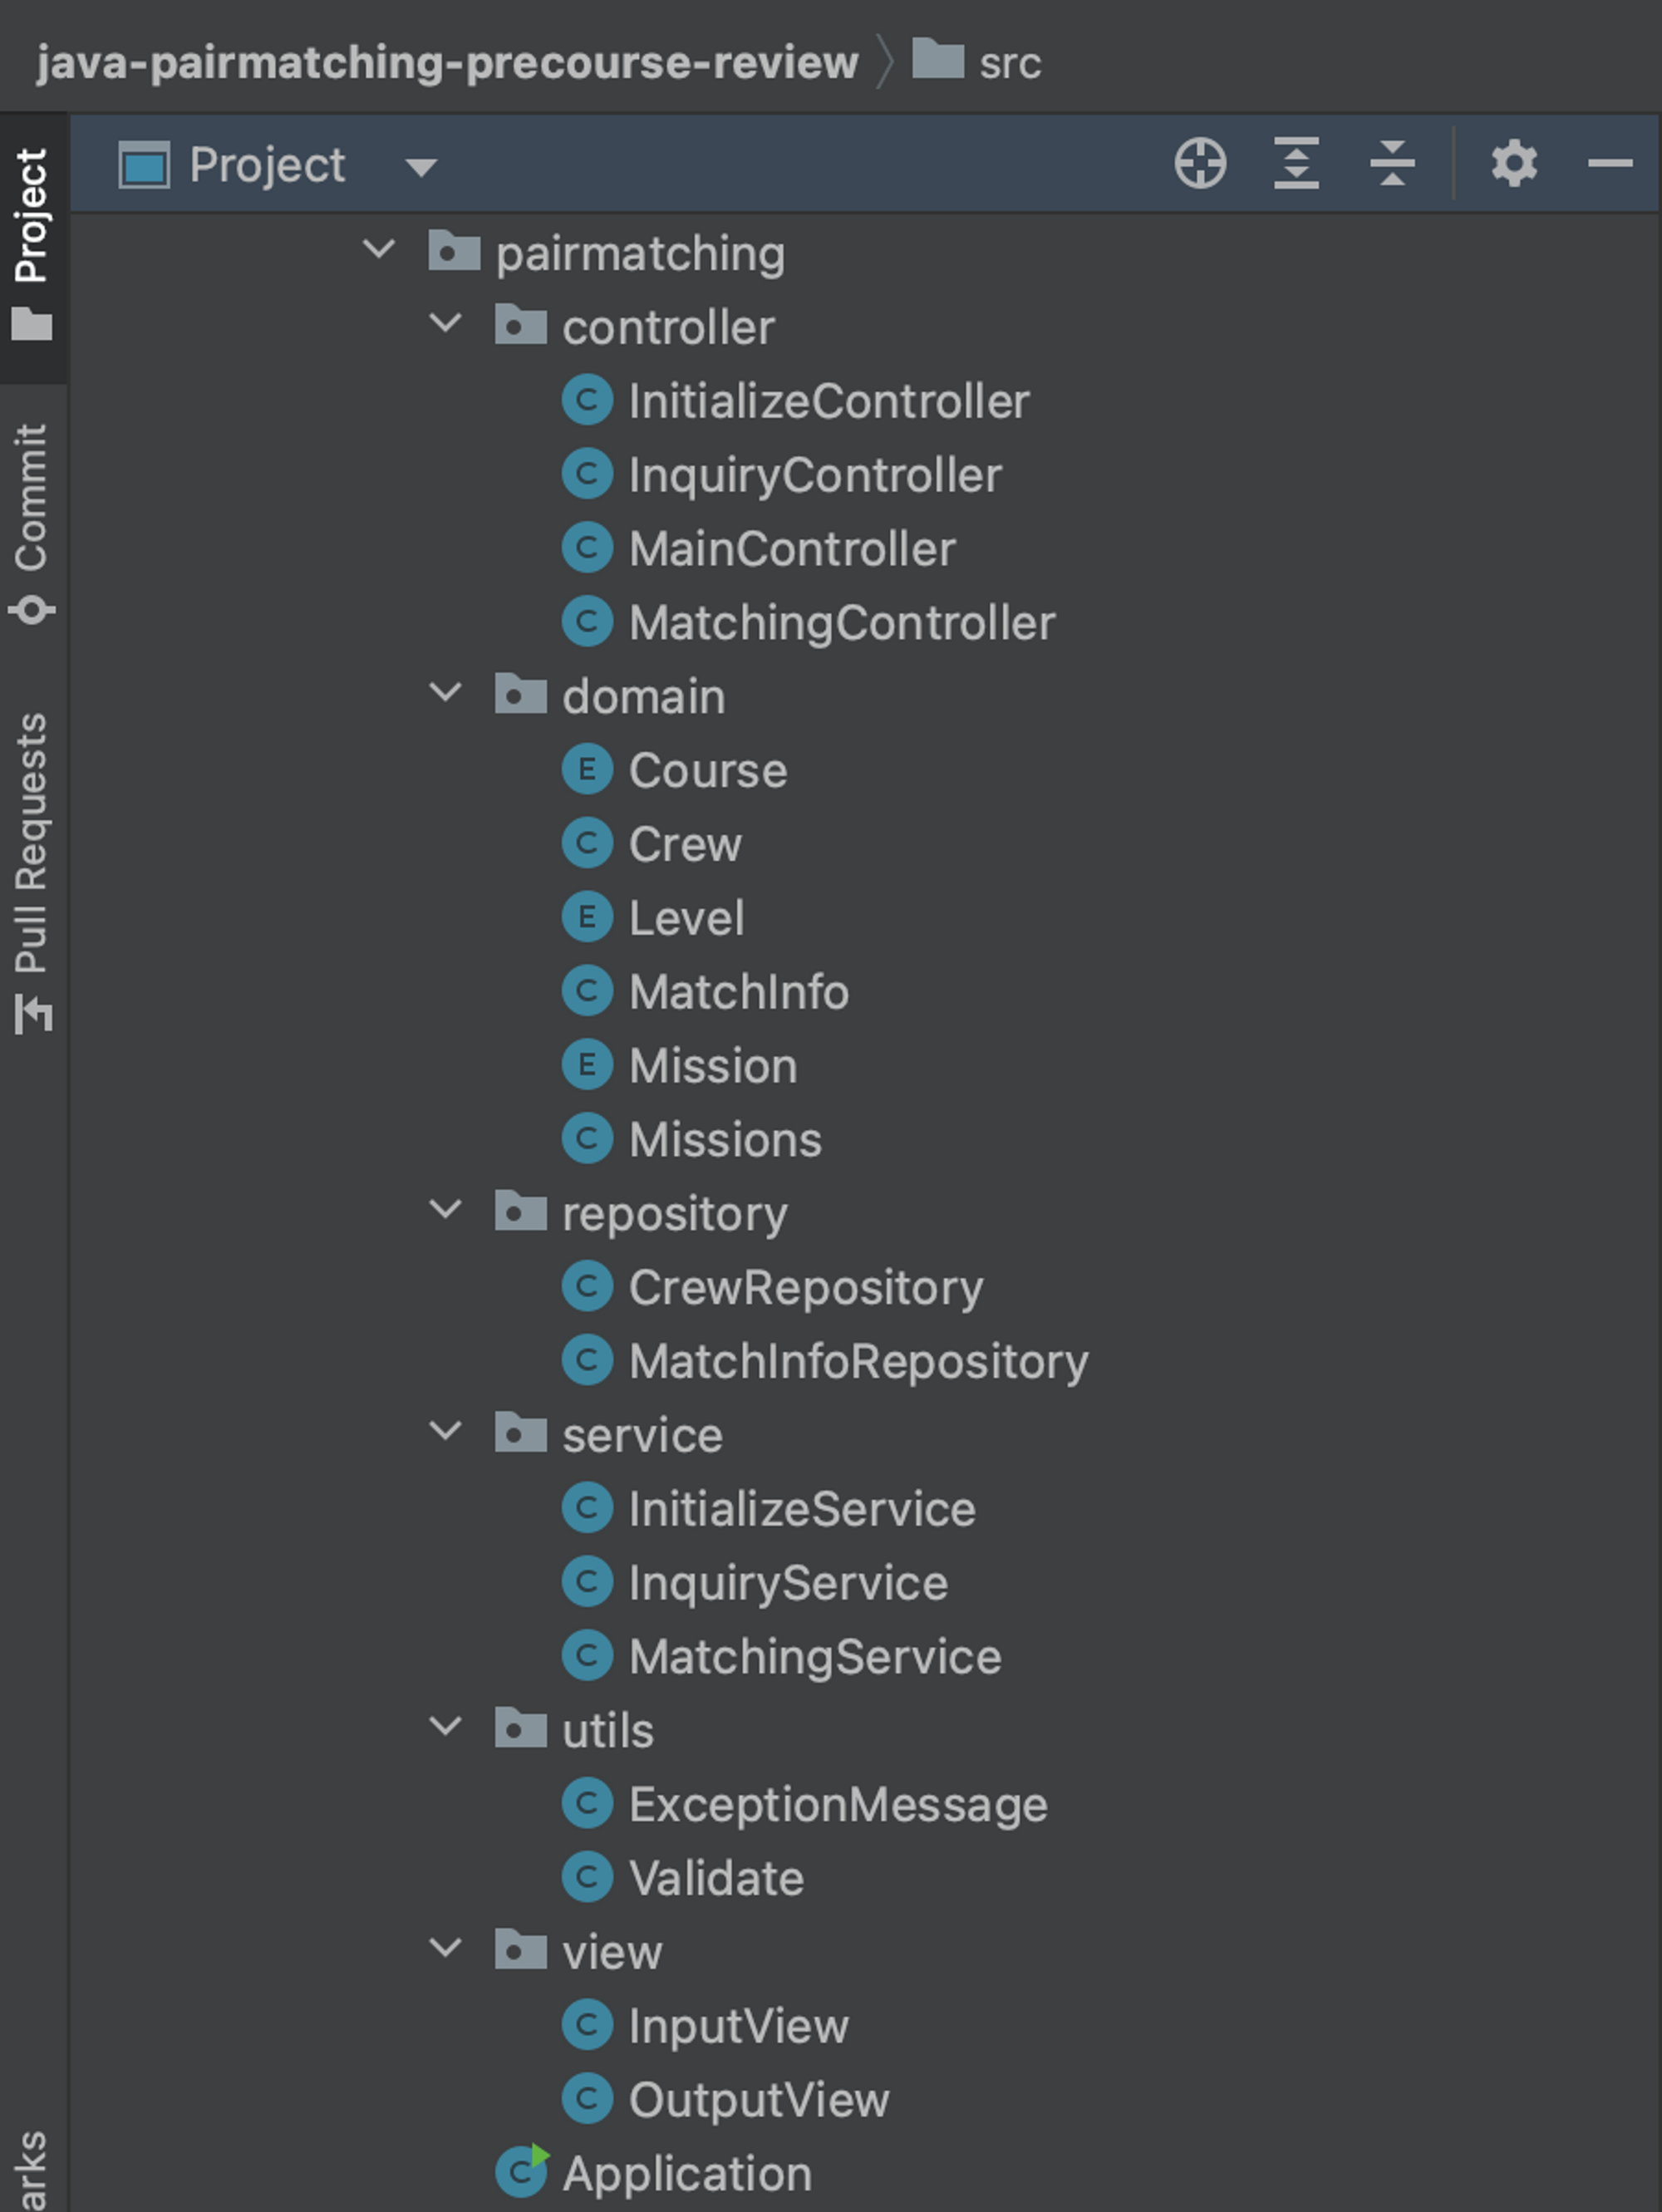 java-pairmatching-precourse-review
src
Project
Project
Commit
Pull Requests
arks
pairmatching
controller
C InitializeController
C InquiryController
C MainController
C MatchingController
domain
E Course
C Crew
E Level
C MatchInfo
E Mission
C Missions
repository
C CrewRepository
C MatchInfoRepository
service
C InitializeService
C InquiryService
C MatchingService
utils
C ExceptionMessage
C Validate
view
C InputView
C OutputView
C Application